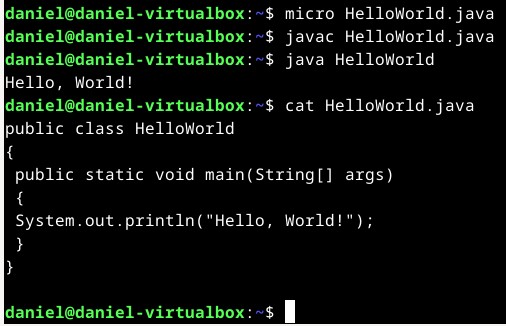 daniel@daniel-virtualbox:~$ micro HelloWorld.java
daniel@daniel-virtualbox:~$ javac HelloWorld.java
daniel@daniel-virtualbox:~$ java HelloWorld
Hello, World!
daniel@daniel-virtualbox:~$ cat HelloWorld.java
public class HelloWorld
{
 public static void main(String[] args)
 {
 System.out.println("Hello, World!");
 }
}
daniel@daniel-virtualbox:~$